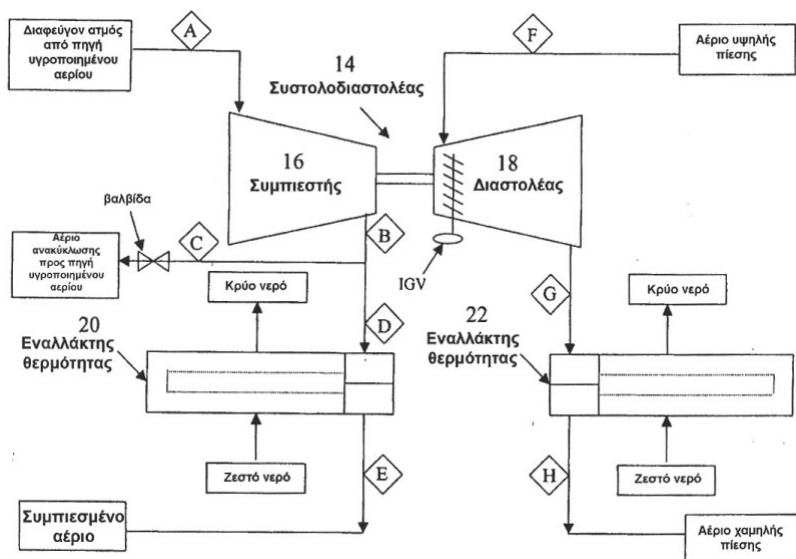 Διαφεύγον ατμός
από πηγή
υγροποιημένου
αερίου
A
14
Συστολοδιαστολέας
F
Αέριο υψηλής
πίεσης
16
Συμπιεστής
18
Διαστολέας
βαλβίδα
Αέριο
ανακύκλωσης
προς πηγή
υγροποιημένου
αερίου
C
B
IGV
G
Κρύο νερό
Κρύο νερό
20
Εναλλάκτης
θερμότητας
D
22
Εναλλάκτης
θερμότητας
Ζεστό νερό
E
H
Ζεστό νερό
Συμπιεσμένο
αέριο
Αέριο χαμηλής
πίεσης